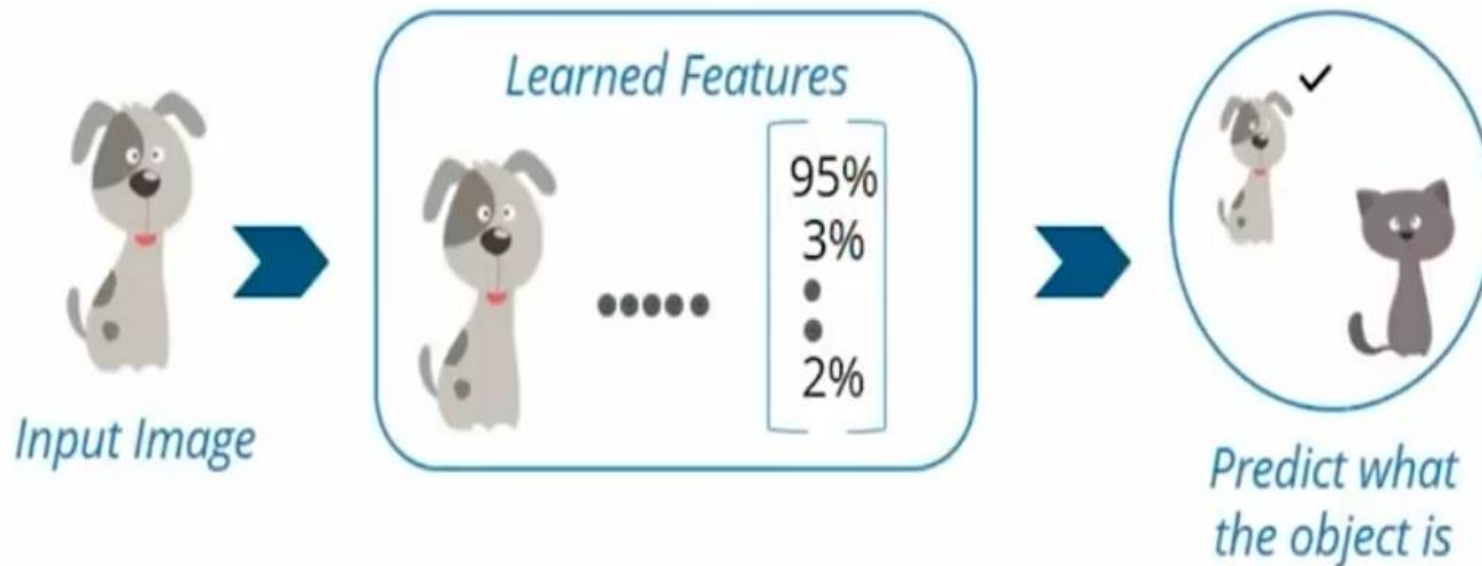 Learned Features
95%
3%
2%
Input Image
Predict what
the object is